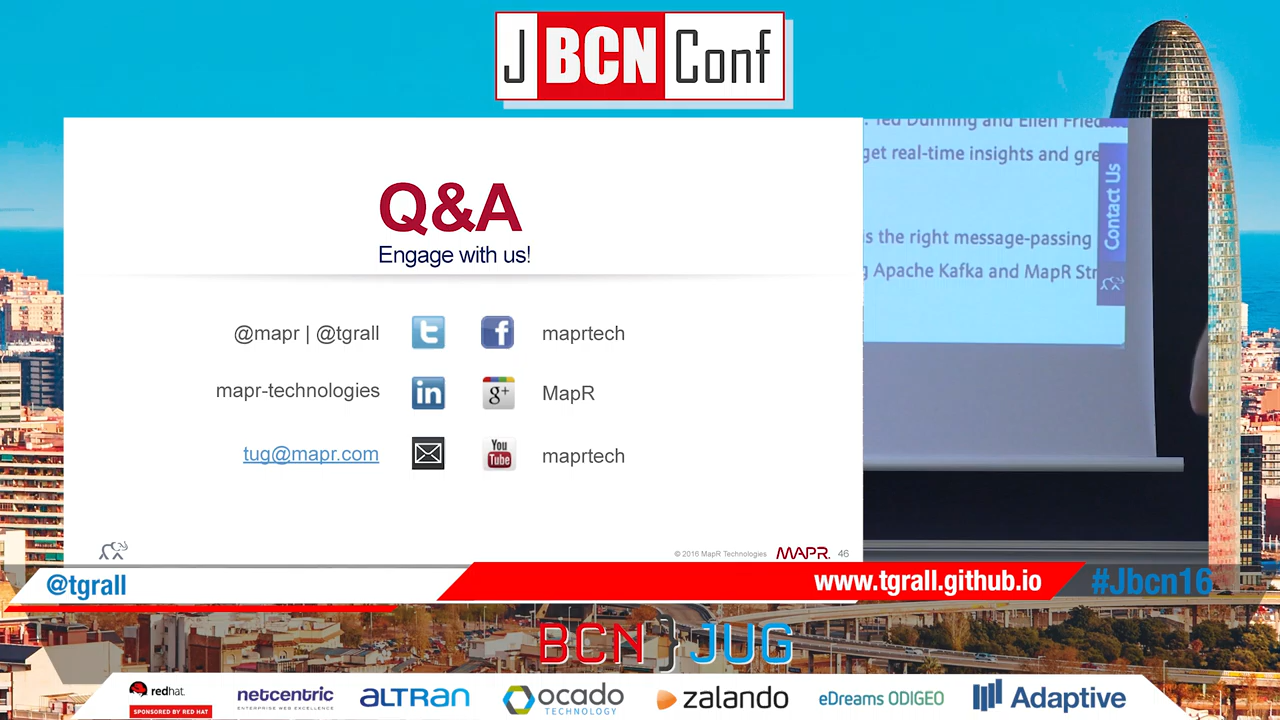 J BCN Conf
. Ted Dunning and Ellen Fried
get real-time insights and gre
Contact Us
s the right message-passing
g Apache Kafka and MapR Str
Q&A
Engage with us!
@mapr | @tgrall
maprtech
mapr-technologies
in
g+
MapR
tug@mapr.com
You
Tube
maprtech
© 2016 MapR Technologies
MAPR.
46
@tgrall
www.tgrall.github.io
#Jbcn16
BCN JUG
redhat.
SPONSORED BY RED HAT
netcentric
ENTERPRISE WEB EXCELLENCE
ALTRAN
ocado
TECHNOLOGY
zalando
eDreams ODIGEO
Adaptive